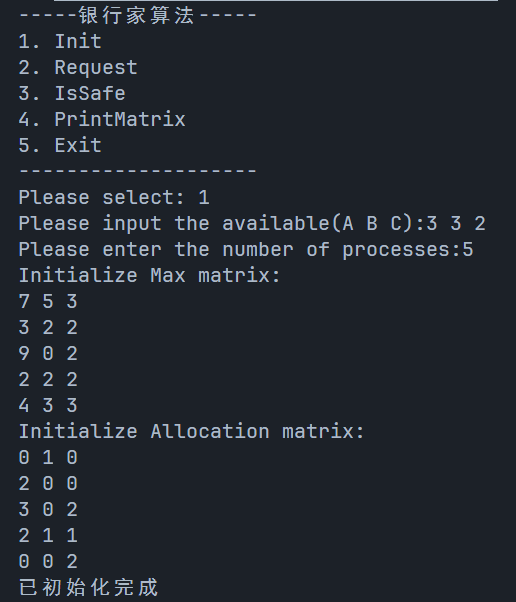 -----银行家算法-----
1. Init
2. Request
3. IsSafe
4. PrintMatrix
5. Exit
--------------------
Please select: 1
Please input the available(A B C):3 3 2
Please enter the number of processes:5
Initialize Max matrix:
7 5 3
3 2 2
9 0 2
2 2 2
4 3 3
Initialize Allocation matrix:
0 1 0
2 0 0
3 0 2
2 1 1
0 0 2
已初始化完成